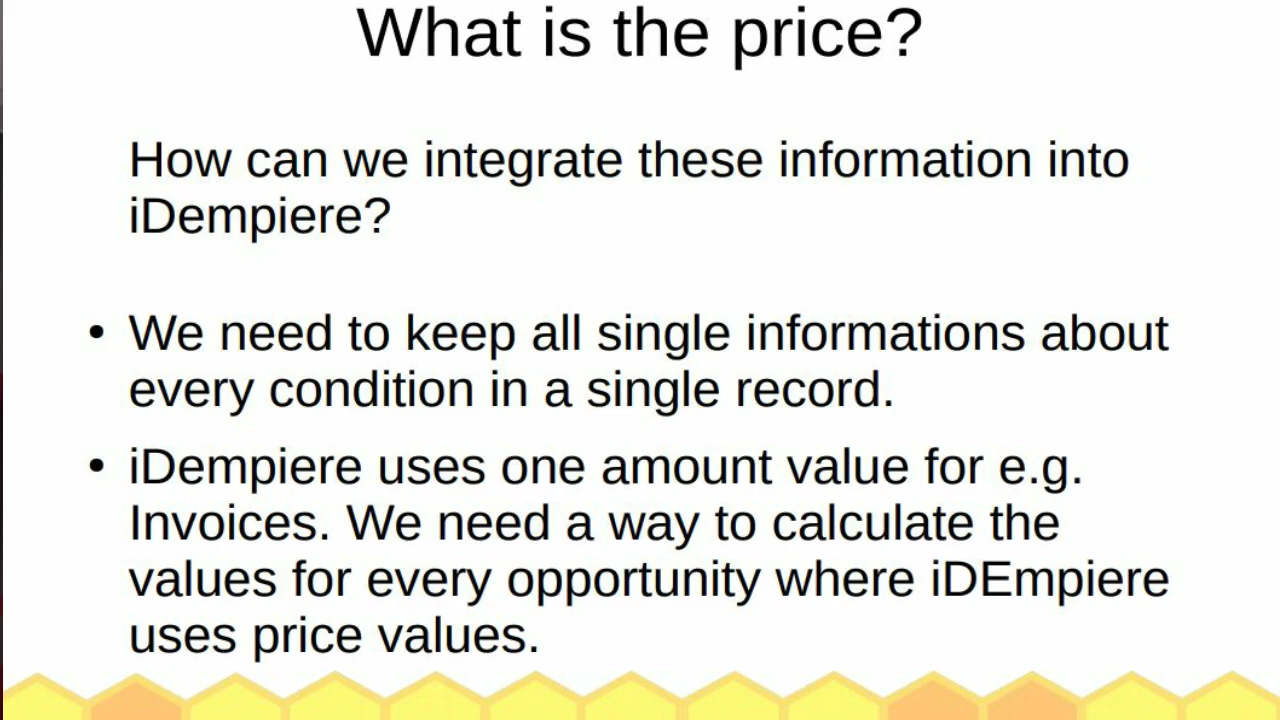 What is the price?
How can we integrate these information into
iDempiere?
• We need to keep all single informations about
every condition in a single record.
• iDempiere uses one amount value for e.g.
Invoices. We need a way to calculate the
values for every opportunity where iDEmpiere
uses price values.